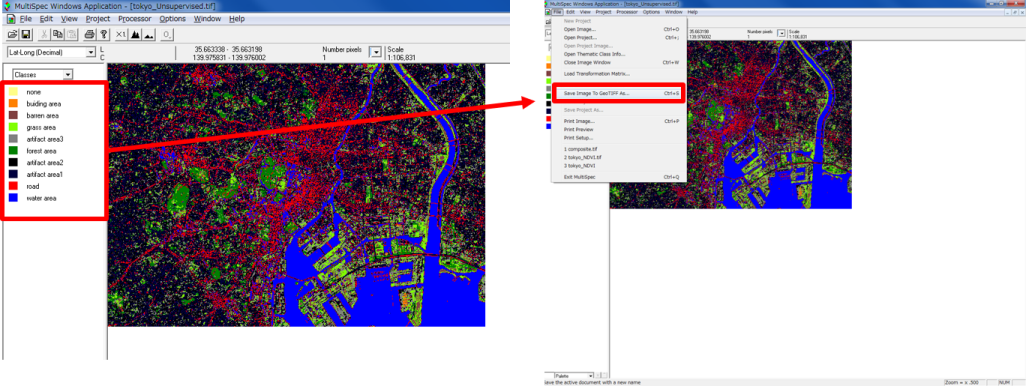 MultiSpec Windows Application - [tokyo_Unsupervised.tif]
File Edit View Project Processor Options Window Help
Lat-Long (Decimal)
L
C
35.663338 - 35.663198
139.975831 - 139.976002
Number pixels
1
Scale
1:106,831
Classes
none
buiding area
barren area
grass area
artifact area3
forest area
artifact area2
artifact area1
road
water area
MultiSpec Windows Application - [tokyo_Unsupervised.tif]
File Edit View Project Processor Options Window Help
35.663198
139.976002
Number pixels
1
Scale
1:106,831
New Project
Open Image... Ctrl+O
Open Project...
Open Project Image...
Open Thematic Class Info...
Close Image Window Ctrl+W
Load Transformation Matrix...
Save Image To GeoTIFF As... Ctrl+S
Save Project As...
Print Image... Ctrl+P
Print Preview
Print Setup...
1 composite.tif
2 tokyo_NDVI.tif
3 tokyo_NDVI
Exit MultiSpec Ctrl+Q
Palette
ave the active document with a new name
Zoom = x .500
NUM